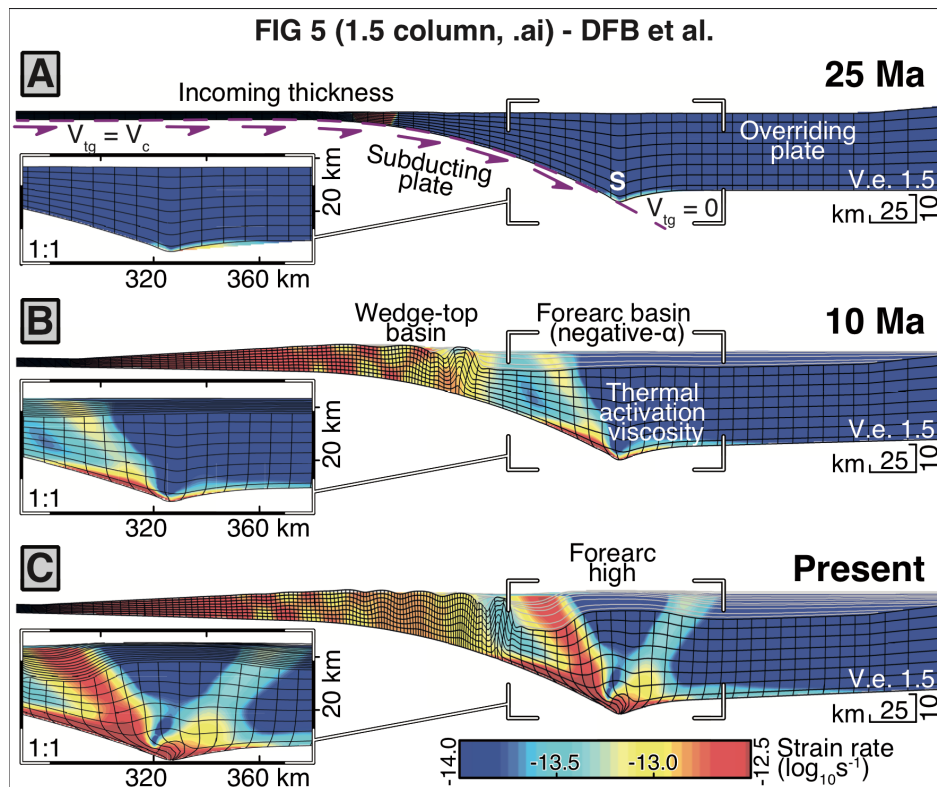 FIG 5 (1.5 column, .ai) - DFB et al.
A
25 Ma
Incoming thickness
V_tg = V_c
Subducting
plate
Overriding
plate
S
V_tg = 0
V.e. 1.5
km 25 10
20 km
1:1
320 360 km
B
10 Ma
Wedge-top
basin
Forearc basin
(negative-α)
Thermal
activation
viscosity
V.e. 1.5
km 25 10
20 km
1:1
320 360 km
C
Present
Forearc
high
V.e. 1.5
km 25 10
20 km
1:1
320 360 km
-14.0 -13.5 -13.0 -12.5
Strain rate
(log₁₀s⁻¹)